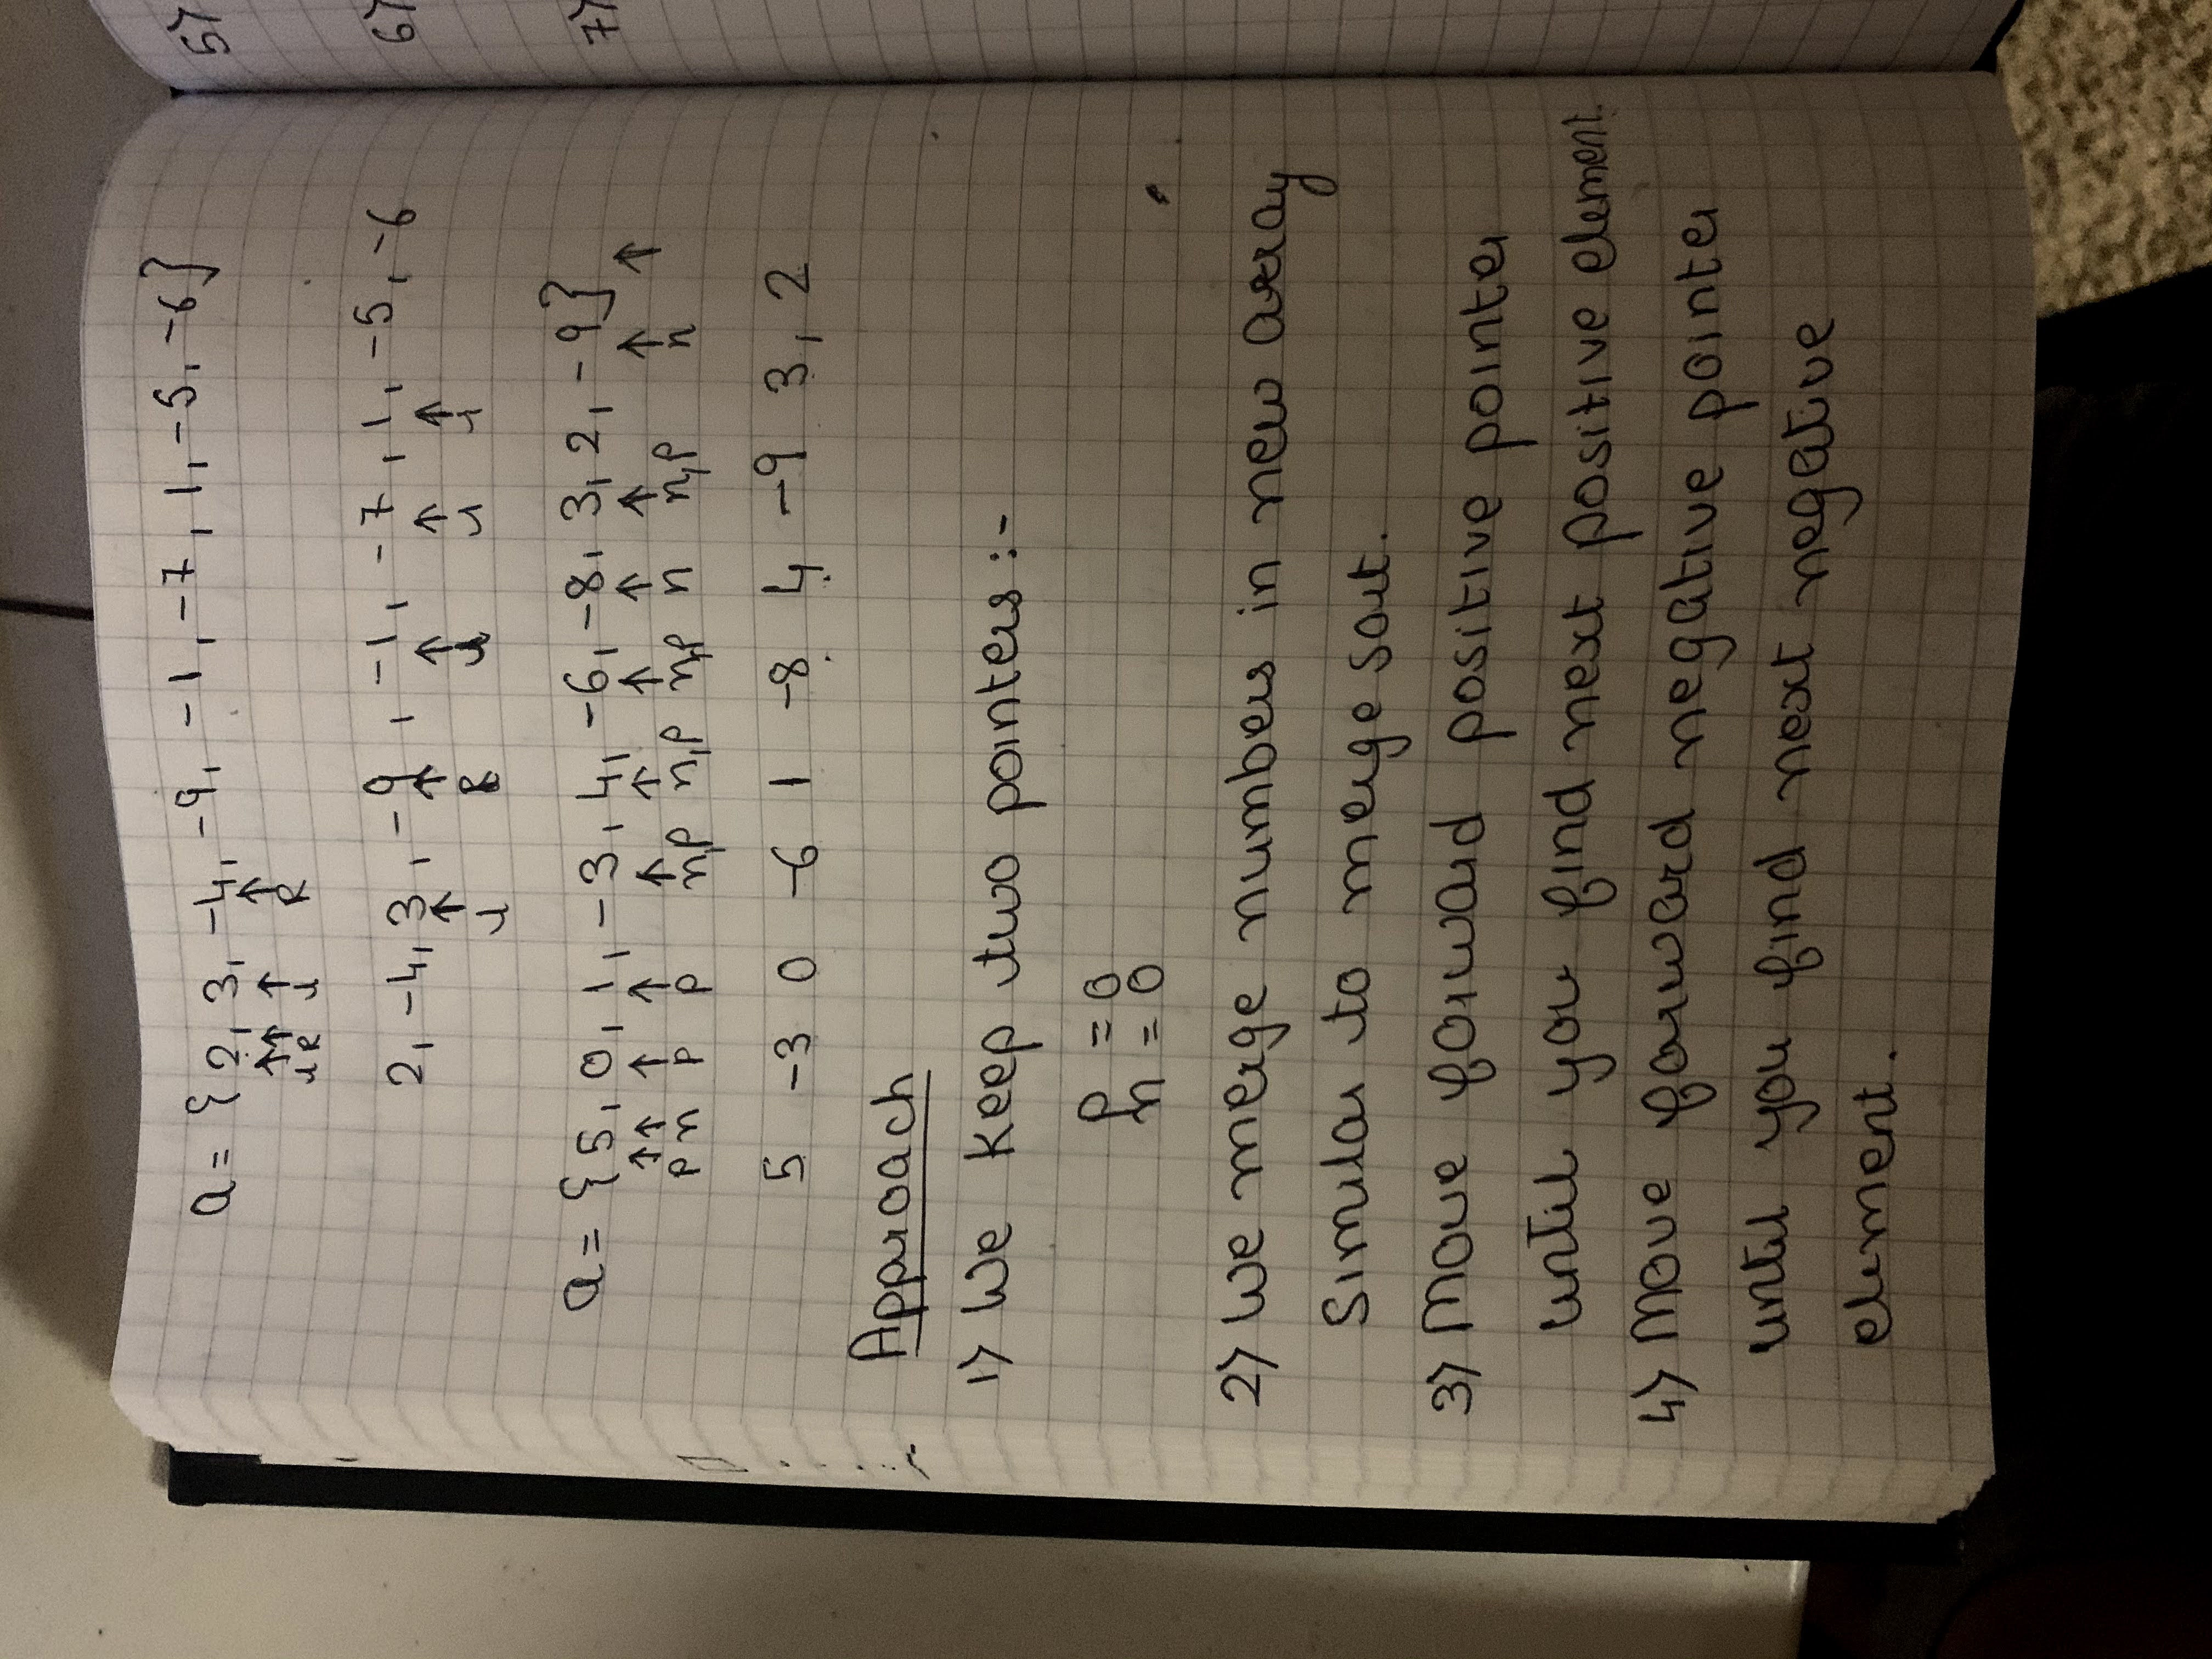 a = {2, 3, -4, -9, -1, -7, 1, -5, -6}
↑ ↑ ↑ ↑
l R l R
2, -4, 3, -9, -1, -7, 1, -5, -6
↑ ↑ ↑ ↑ ↑
l R l l l
a = {5, 0, 1, -3, 4, -6, -8, 3, 2, -9}
↑ ↑ ↑ ↑ ↑ ↑ ↑ ↑ ↑ ↑ ↑
p n p p n,p n,p n,p n n,p n
5 -3 0 -6 1 -8 4 -9 3, 2
Approach
1) We keep two pointers :-
p = 0
n = 0
2) We merge numbers in new array
similar to merge sort.
3) Move forward positive pointer
until you find next positive element.
4) Move forward negative pointer
until you find next negative
element.
5)
6)
7)